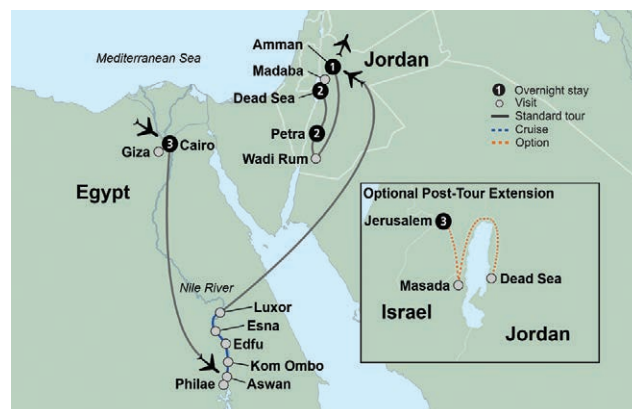 Mediterranean Sea
Amman
1
Jordan
Madaba
Dead Sea
2
Petra
2
Wadi Rum
3
Cairo
Giza
Egypt
Nile River
Luxor
Esna
Edfu
Kom Ombo
Philae
Aswan
1 Overnight stay
Visit
Standard tour
Cruise
Option
Optional Post-Tour Extension
Jerusalem 3
Masada
Dead Sea
Israel
Jordan